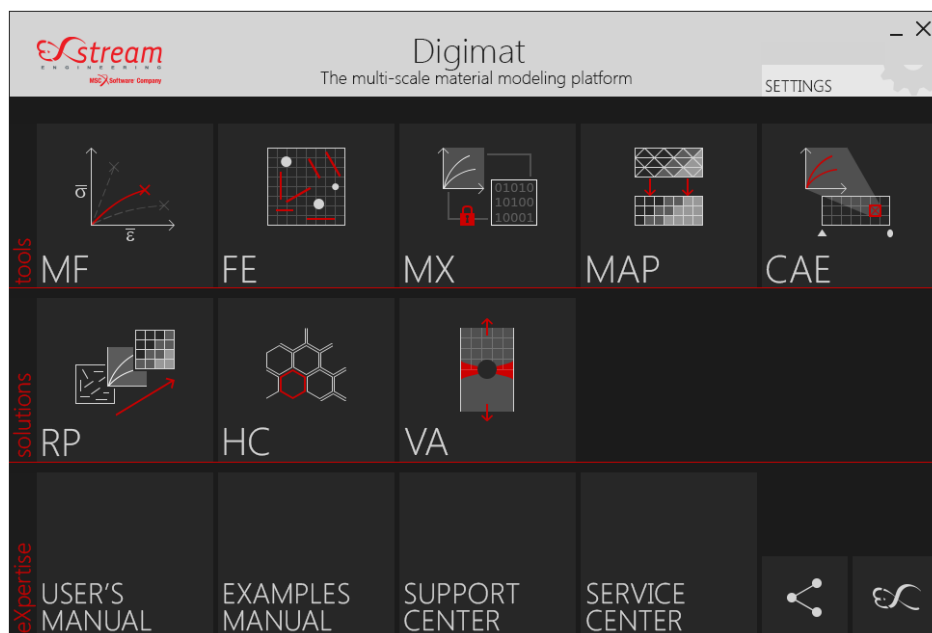 eXstream
ENGINEERING
MSC Software Company
Digimat
The multi-scale material modeling platform
SETTINGS
tools
σ
ε
MF
FE
01010
10100
10001
MX
MAP
CAE
solutions
RP
HC
VA
eXpertise
USER'S
MANUAL
EXAMPLES
MANUAL
SUPPORT
CENTER
SERVICE
CENTER
eX